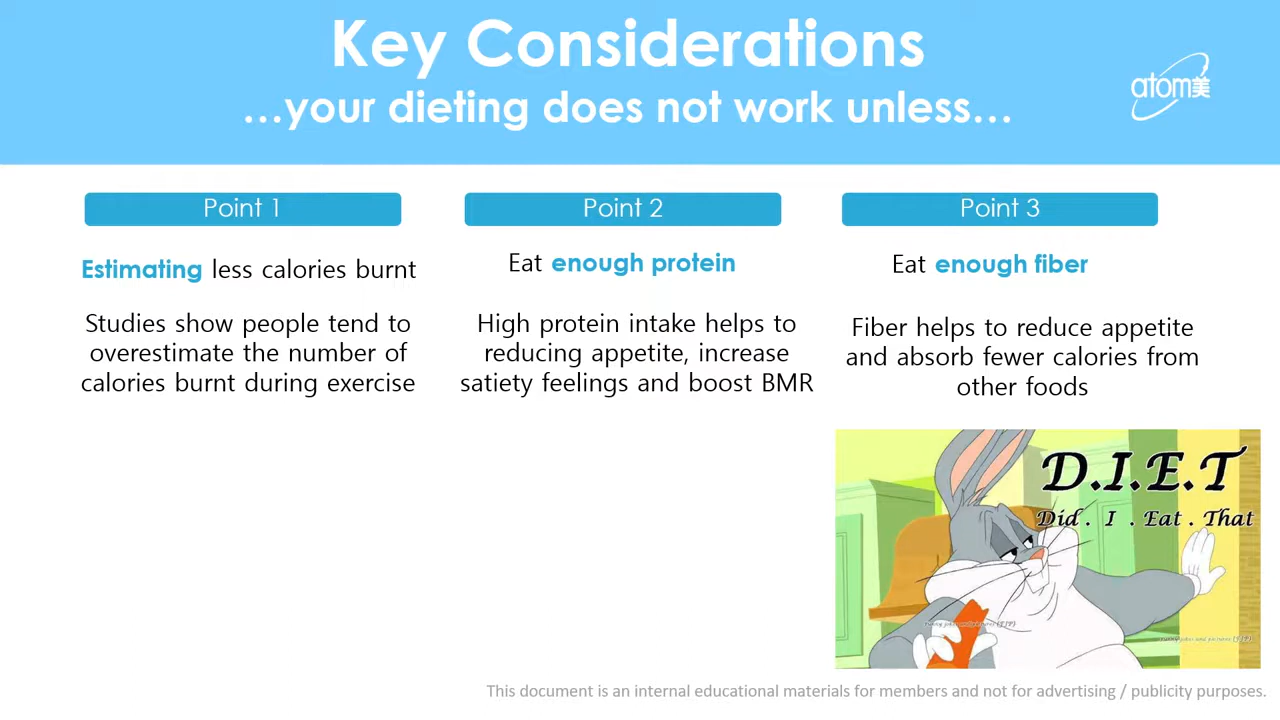 Key Considerations
...your dieting does not work unless...
atom美
Point 1
Estimating less calories burnt
Studies show people tend to
overestimate the number of
calories burnt during exercise
Point 2
Eat enough protein
High protein intake helps to
reducing appetite, increase
satiety feelings and boost BMR
Point 3
Eat enough fiber
Fiber helps to reduce appetite
and absorb fewer calories from
other foods
D.I.E.T
Did . I . Eat . That
This document is an internal educational materials for members and not for advertising / publicity purposes.